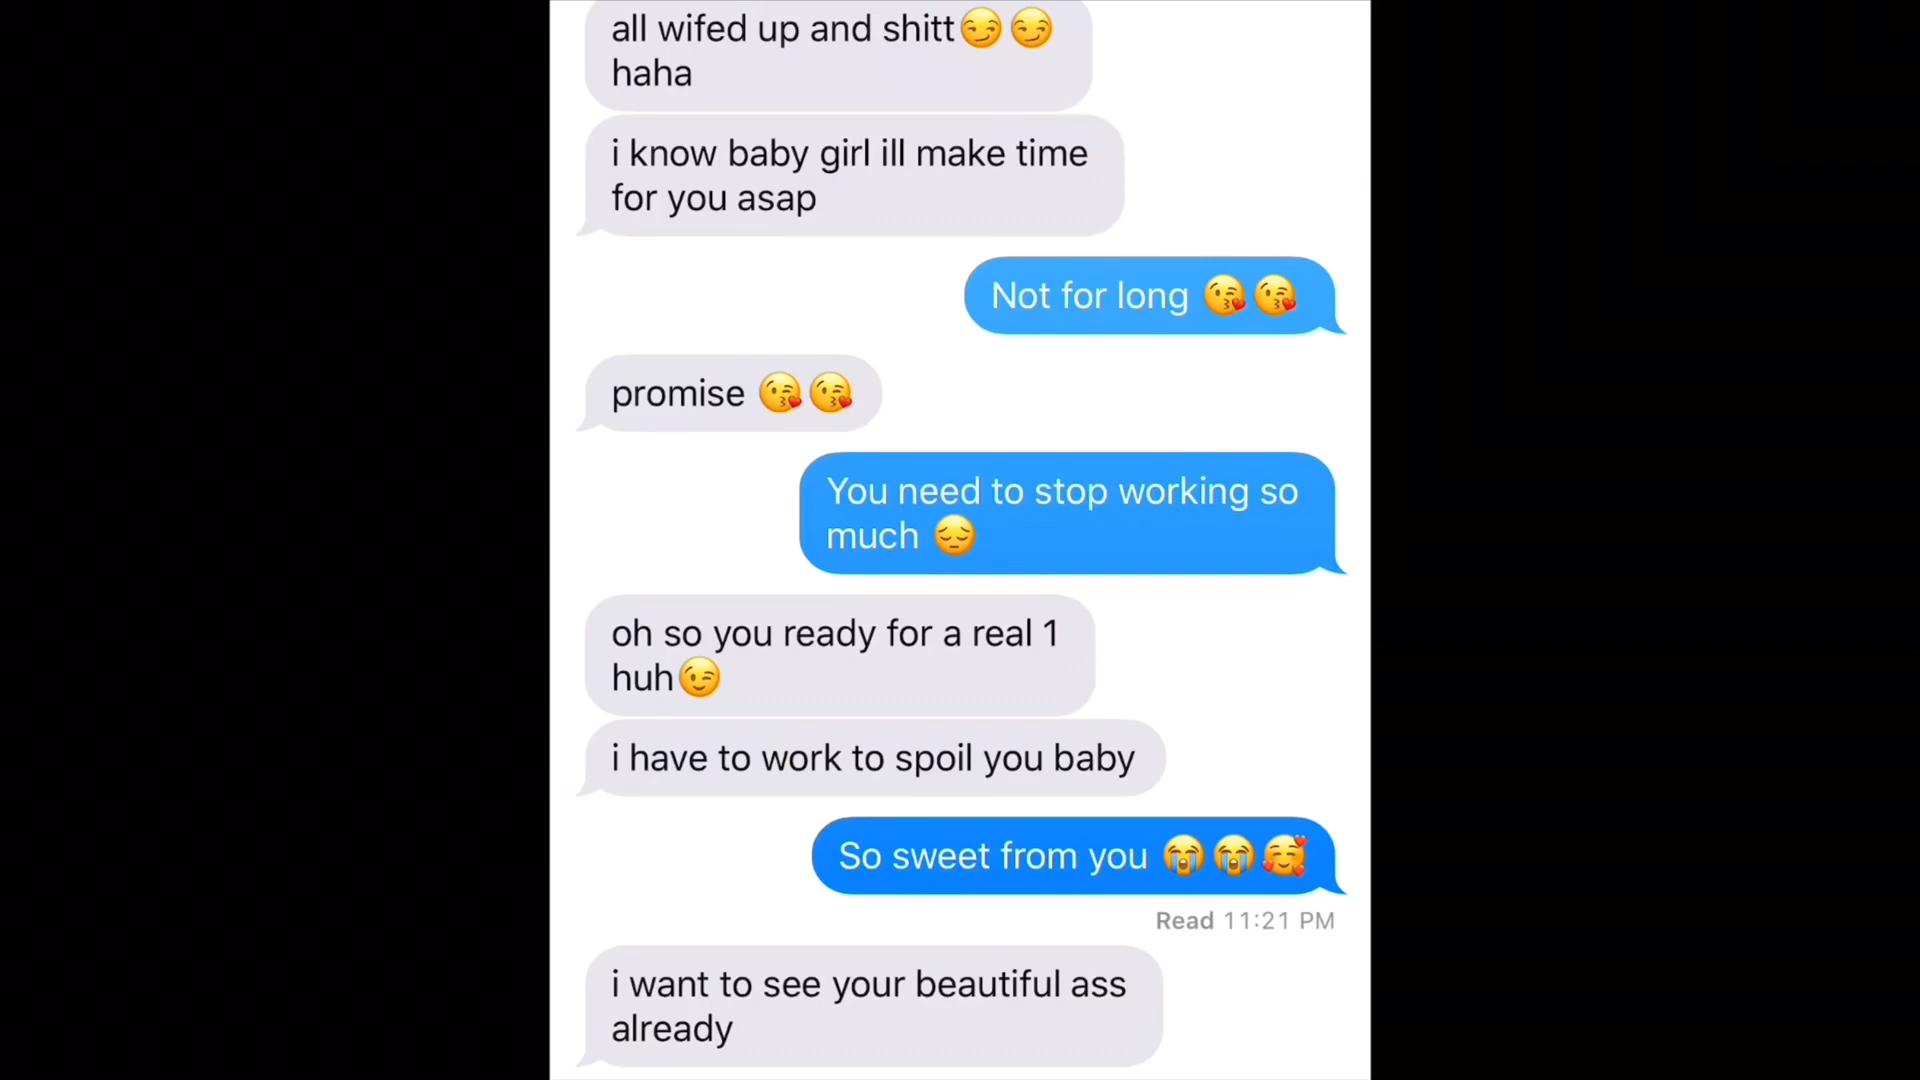 all wifed up and shitt😏😏
haha
i know baby girl ill make time
for you asap
Not for long 😘😘
promise 😘😘
You need to stop working so
much 😔
oh so you ready for a real 1
huh😉
i have to work to spoil you baby
So sweet from you 😭😭🥰
Read 11:21 PM
i want to see your beautiful ass
already